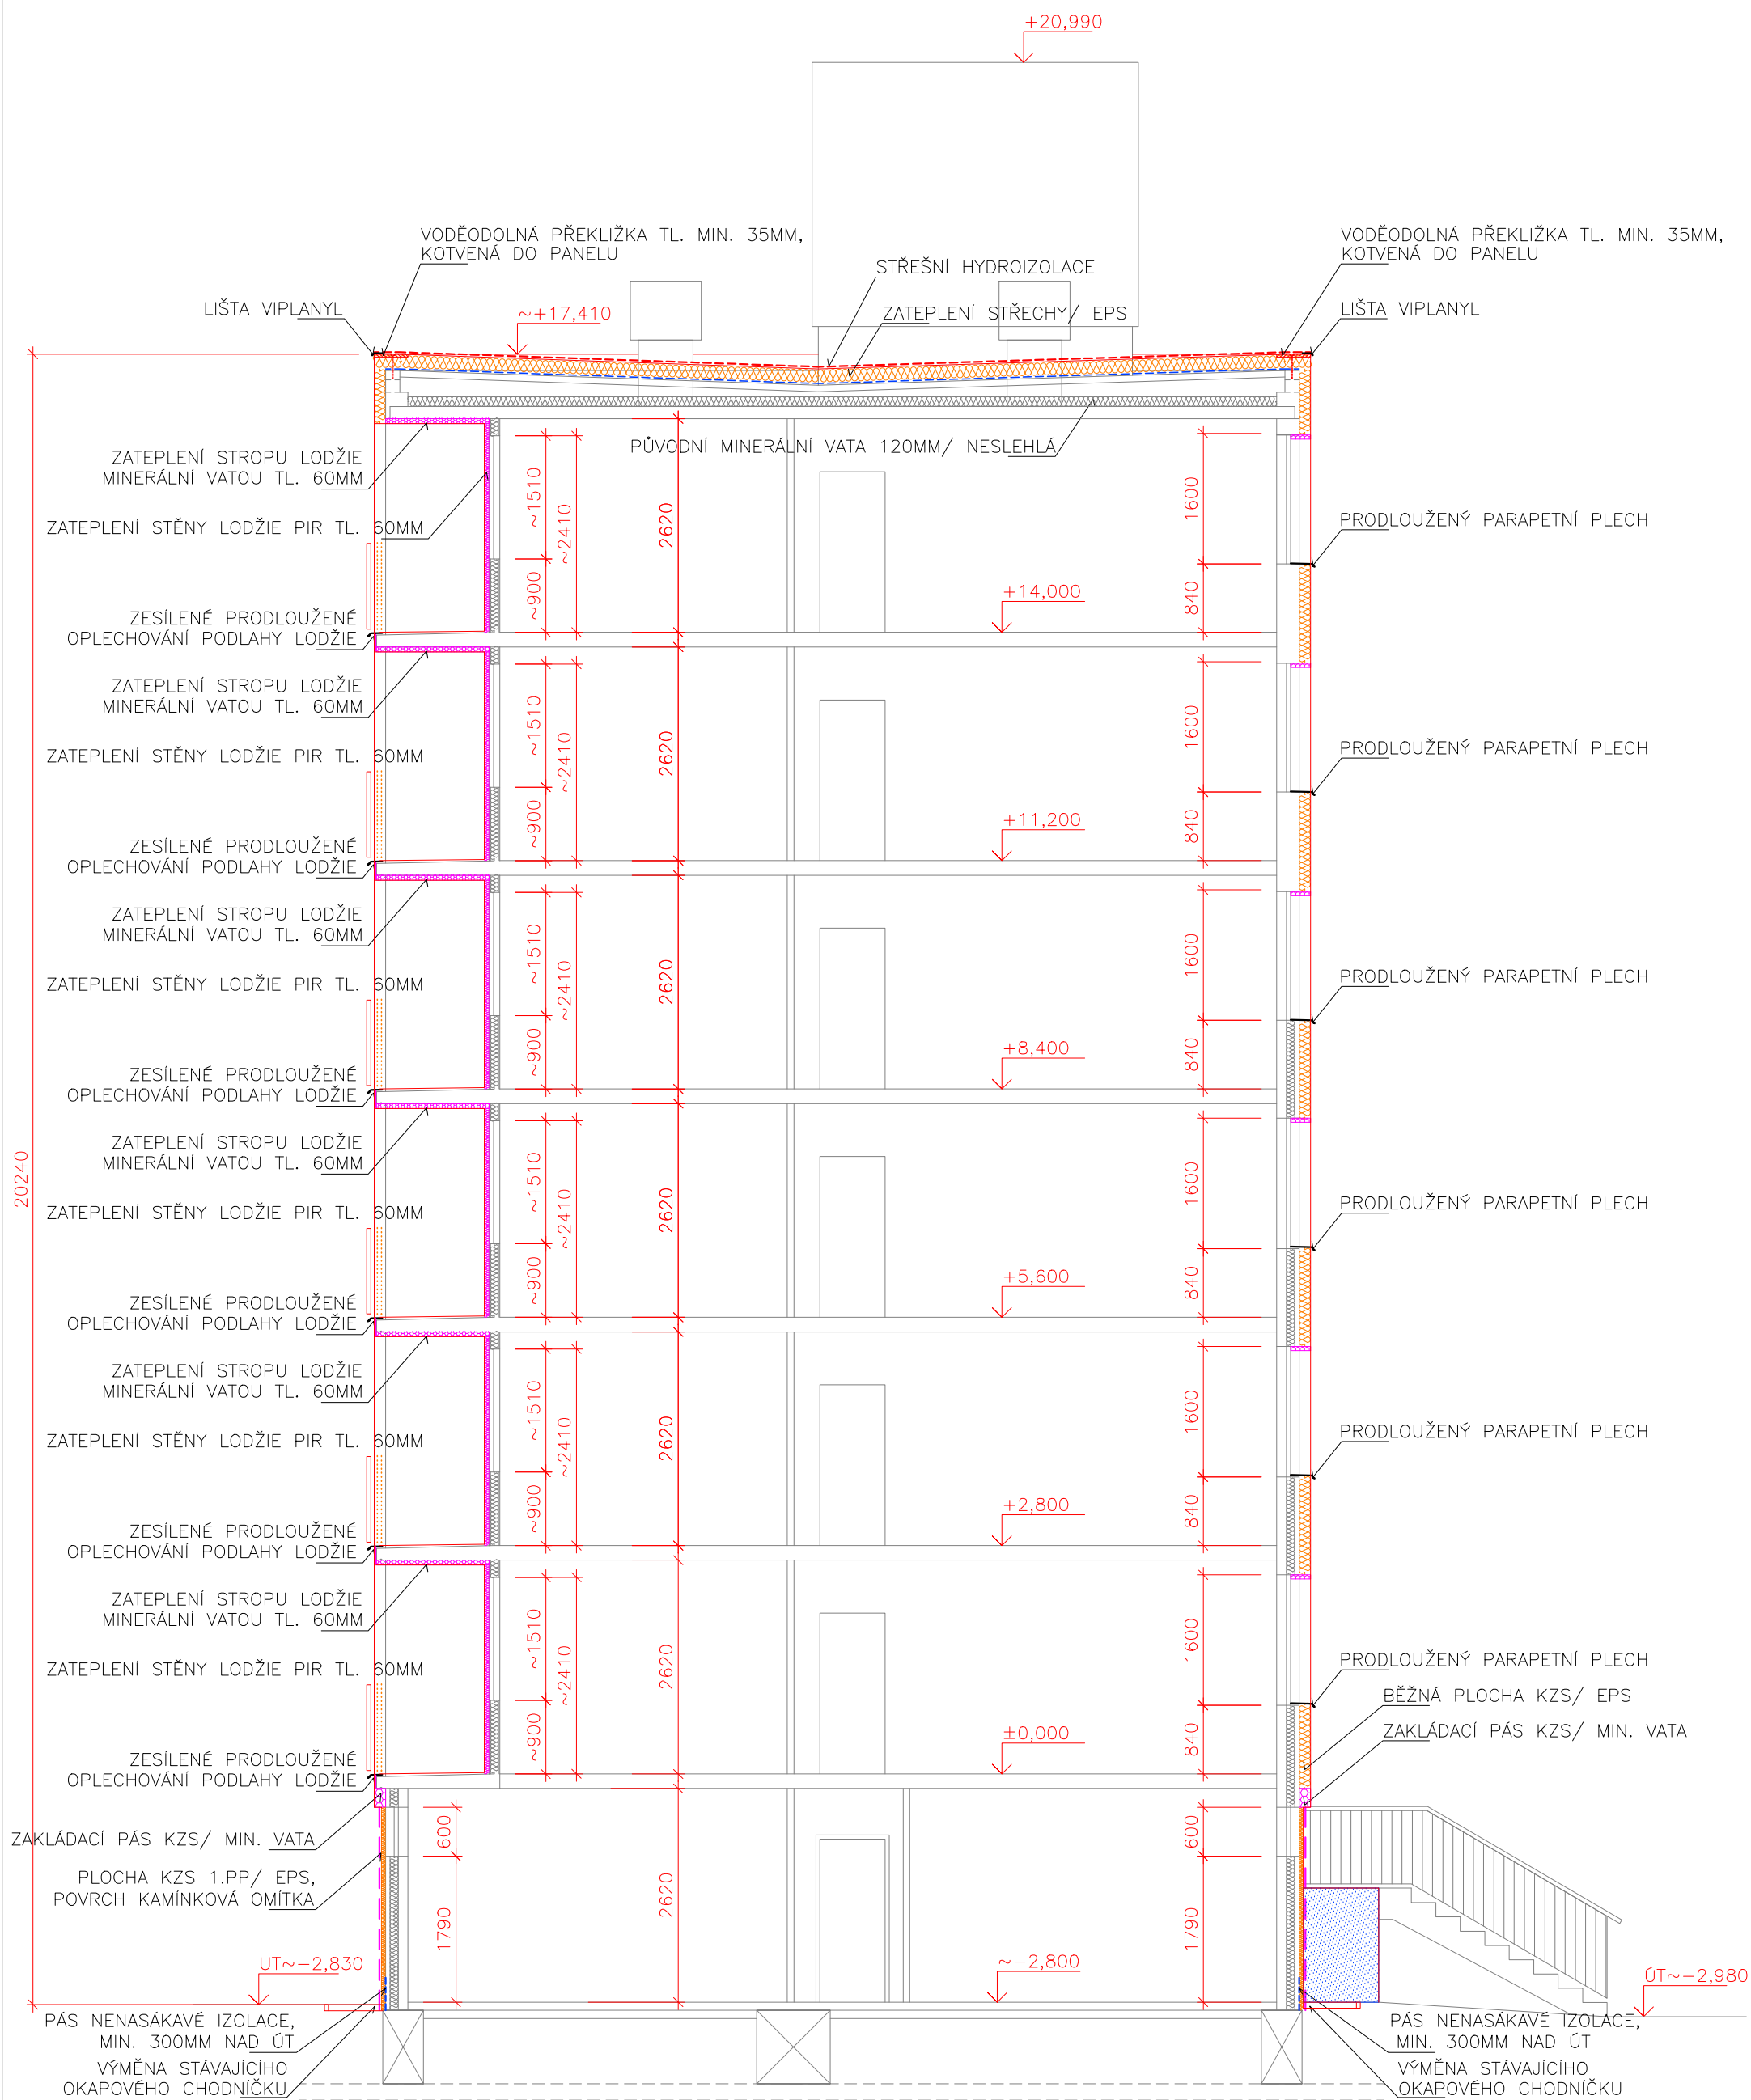 +20,990
VODĚODOLNÁ PŘEKLIŽKA TL. MIN. 35MM,
KOTVENÁ DO PANELU
VODĚODOLNÁ PŘEKLIŽKA TL. MIN. 35MM,
KOTVENÁ DO PANELU
STŘEŠNÍ HYDROIZOLACE
LIŠTA VIPLANYL
~+17,410
ZATEPLENÍ STŘECHY/ EPS
LIŠTA VIPLANYL
PŮVODNÍ MINERÁLNÍ VATA 120MM/ NESLEHLÁ
ZATEPLENÍ STROPU LODŽIE
MINERÁLNÍ VATOU TL. 60MM
ZATEPLENÍ STĚNY LODŽIE PIR TL. 60MM
~1510
~2410
2620
1600
PRODLOUŽENÝ PARAPETNÍ PLECH
~900
+14,000
840
ZESÍLENÉ PRODLOUŽENÉ
OPLECHOVÁNÍ PODLAHY LODŽIE
ZATEPLENÍ STROPU LODŽIE
MINERÁLNÍ VATOU TL. 60MM
ZATEPLENÍ STĚNY LODŽIE PIR TL. 60MM
~1510
~2410
2620
1600
PRODLOUŽENÝ PARAPETNÍ PLECH
~900
+11,200
840
ZESÍLENÉ PRODLOUŽENÉ
OPLECHOVÁNÍ PODLAHY LODŽIE
ZATEPLENÍ STROPU LODŽIE
MINERÁLNÍ VATOU TL. 60MM
ZATEPLENÍ STĚNY LODŽIE PIR TL. 60MM
~1510
~2410
2620
1600
PRODLOUŽENÝ PARAPETNÍ PLECH
~900
+8,400
840
ZESÍLENÉ PRODLOUŽENÉ
OPLECHOVÁNÍ PODLAHY LODŽIE
20240
ZATEPLENÍ STROPU LODŽIE
MINERÁLNÍ VATOU TL. 60MM
ZATEPLENÍ STĚNY LODŽIE PIR TL. 60MM
~1510
~2410
2620
1600
PRODLOUŽENÝ PARAPETNÍ PLECH
~900
+5,600
840
ZESÍLENÉ PRODLOUŽENÉ
OPLECHOVÁNÍ PODLAHY LODŽIE
ZATEPLENÍ STROPU LODŽIE
MINERÁLNÍ VATOU TL. 60MM
ZATEPLENÍ STĚNY LODŽIE PIR TL. 60MM
~1510
~2410
2620
1600
PRODLOUŽENÝ PARAPETNÍ PLECH
~900
+2,800
840
ZESÍLENÉ PRODLOUŽENÉ
OPLECHOVÁNÍ PODLAHY LODŽIE
ZATEPLENÍ STROPU LODŽIE
MINERÁLNÍ VATOU TL. 60MM
ZATEPLENÍ STĚNY LODŽIE PIR TL. 60MM
~1510
~2410
2620
1600
PRODLOUŽENÝ PARAPETNÍ PLECH
BĚŽNÁ PLOCHA KZS/ EPS
ZAKLÁDACÍ PÁS KZS/ MIN. VATA
~900
±0,000
840
ZESÍLENÉ PRODLOUŽENÉ
OPLECHOVÁNÍ PODLAHY LODŽIE
ZAKLÁDACÍ PÁS KZS/ MIN. VATA
600
600
PLOCHA KZS 1.PP/ EPS,
POVRCH KAMÍNKOVÁ OMÍTKA
1790
2620
1790
UT~−2,830
~−2,800
ÚT~−2,980
PÁS NENASÁKAVÉ IZOLACE,
MIN. 300MM NAD ÚT
PÁS NENASÁKAVÉ IZOLACE,
MIN. 300MM NAD ÚT
VÝMĚNA STÁVAJÍCÍHO
OKAPOVÉHO CHODNÍČKU
VÝMĚNA STÁVAJÍCÍHO
OKAPOVÉHO CHODNÍČKU